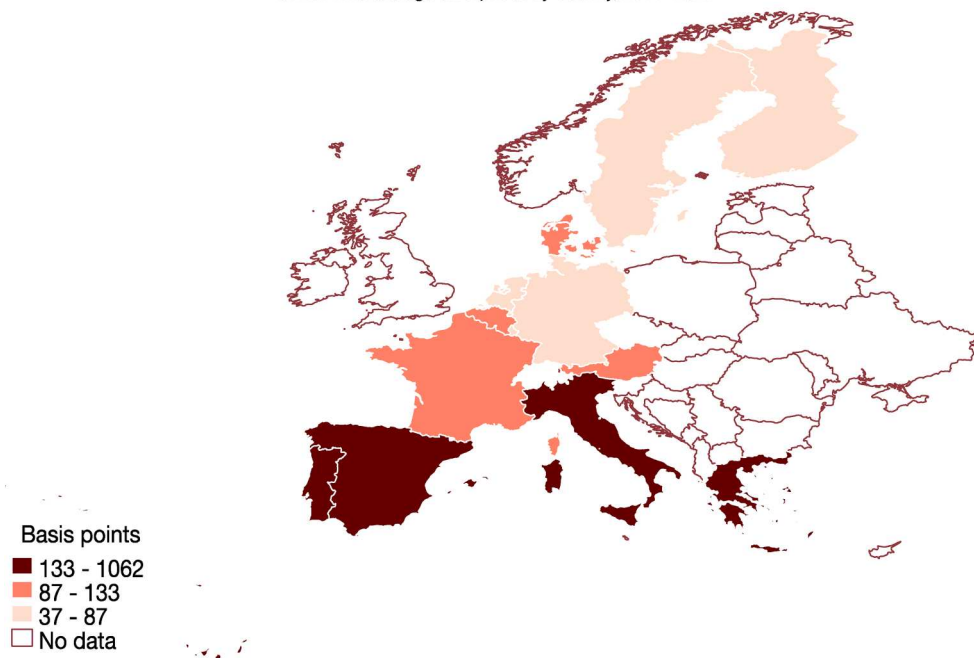 Basis points
133 - 1062
87 - 133
37 - 87
No data